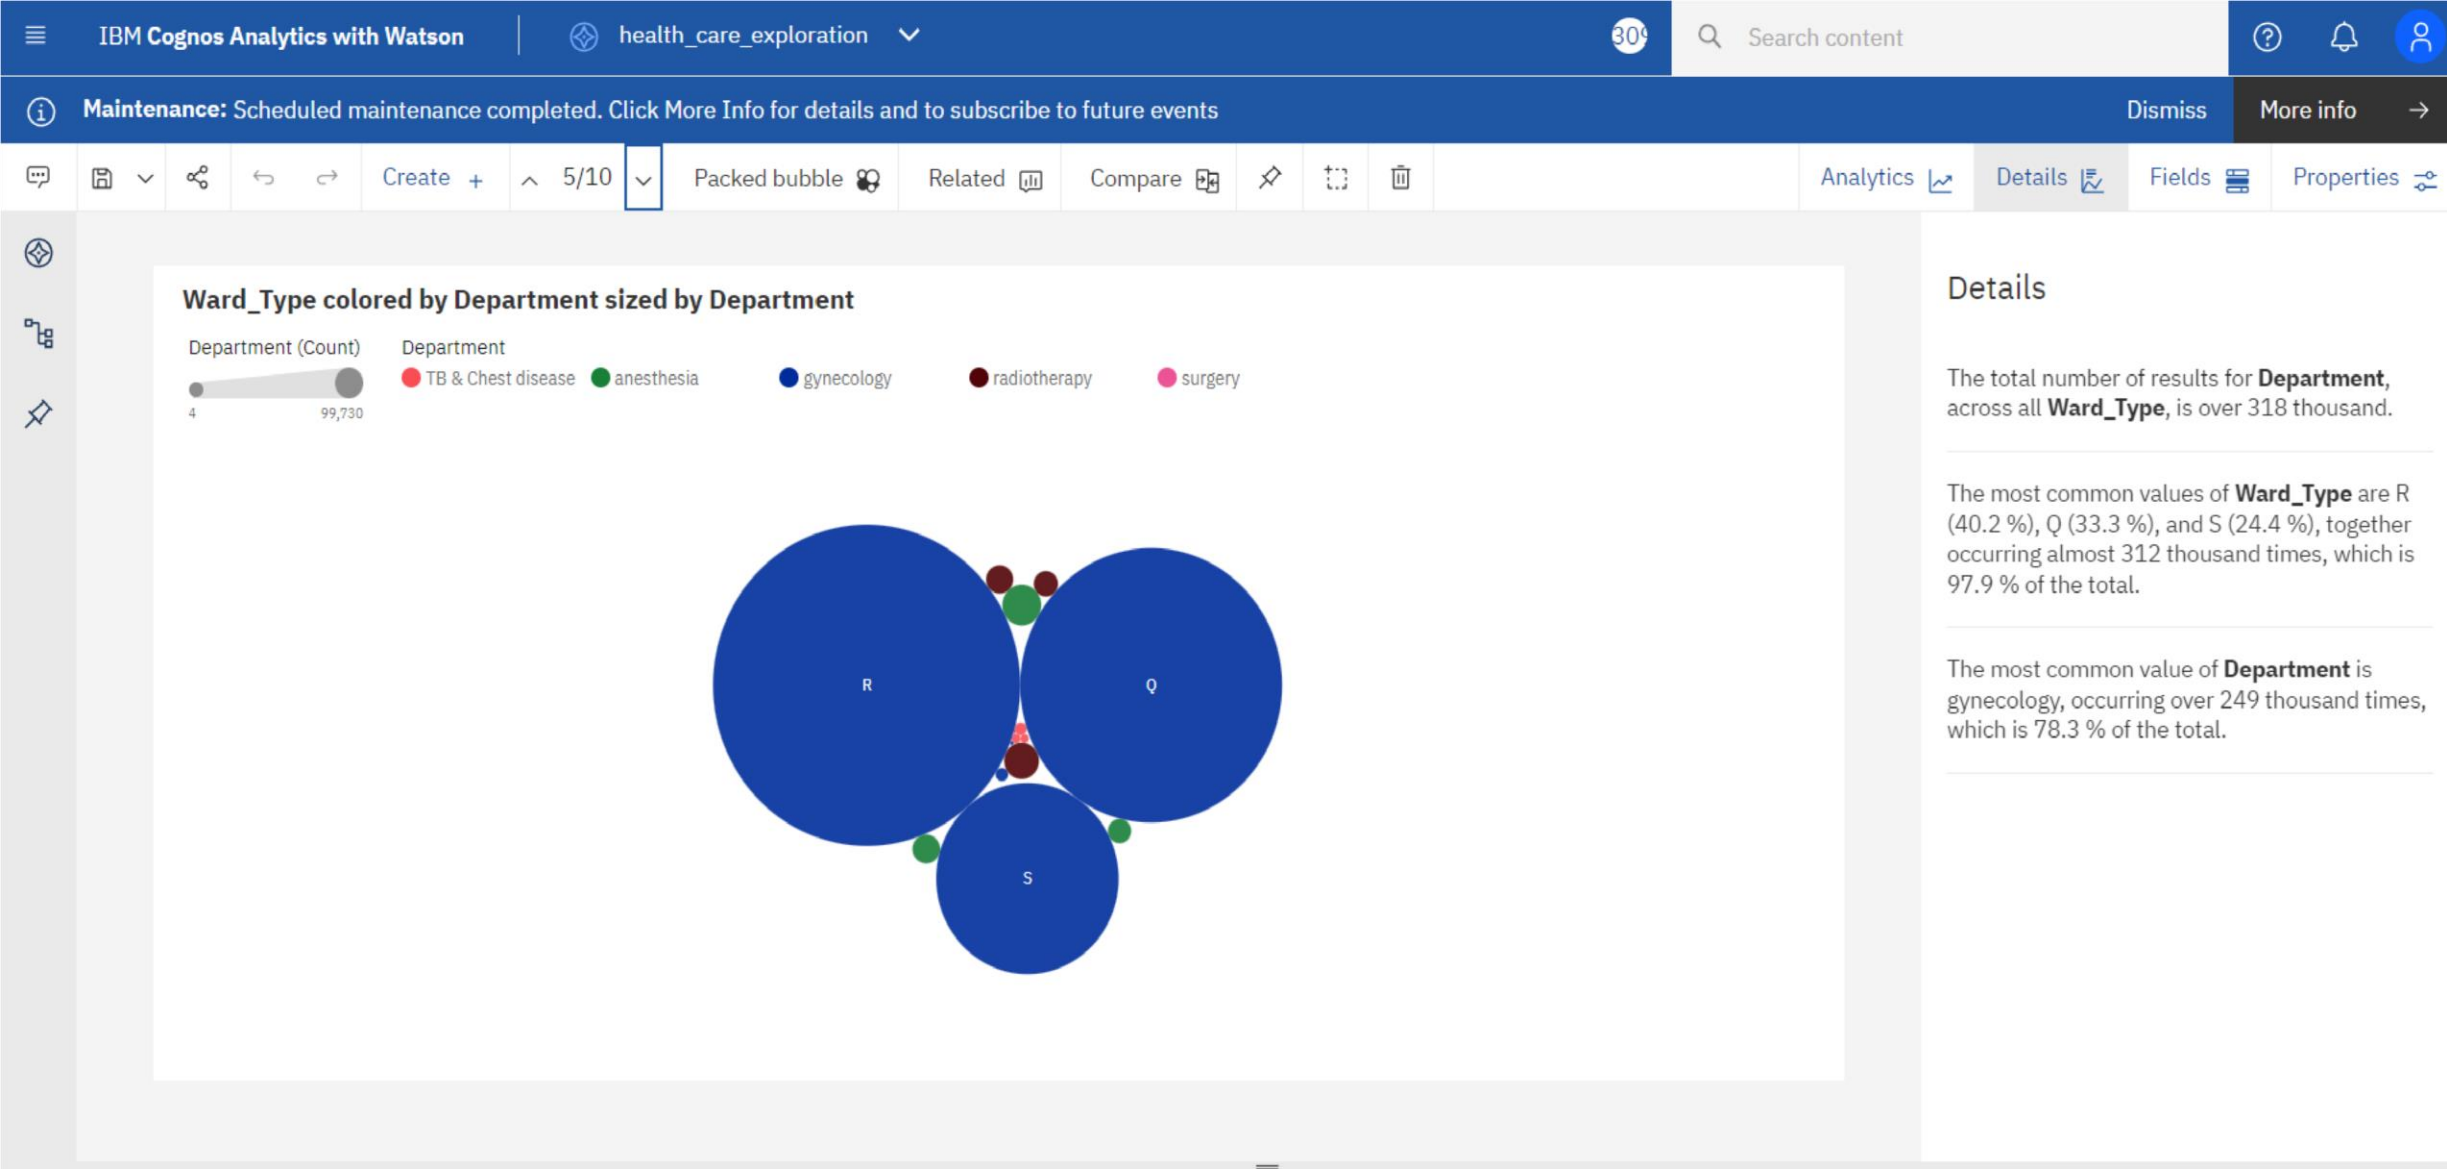 IBM Cognos Analytics with Watson
health_care_exploration
Search content
Maintenance: Scheduled maintenance completed. Click More Info for details and to subscribe to future events
Dismiss
More info
Create
5/10
Packed bubble
Related
Compare
Analytics
Details
Fields
Properties
Ward_Type colored by Department sized by Department
Department (Count)
4
99,730
Department
TB & Chest disease
anesthesia
gynecology
radiotherapy
surgery
R
Q
S
Details
The total number of results for Department,
across all Ward_Type, is over 318 thousand.
The most common values of Ward_Type are R
(40.2 %), Q (33.3 %), and S (24.4 %), together
occurring almost 312 thousand times, which is
97.9 % of the total.
The most common value of Department is
gynecology, occurring over 249 thousand times,
which is 78.3 % of the total.